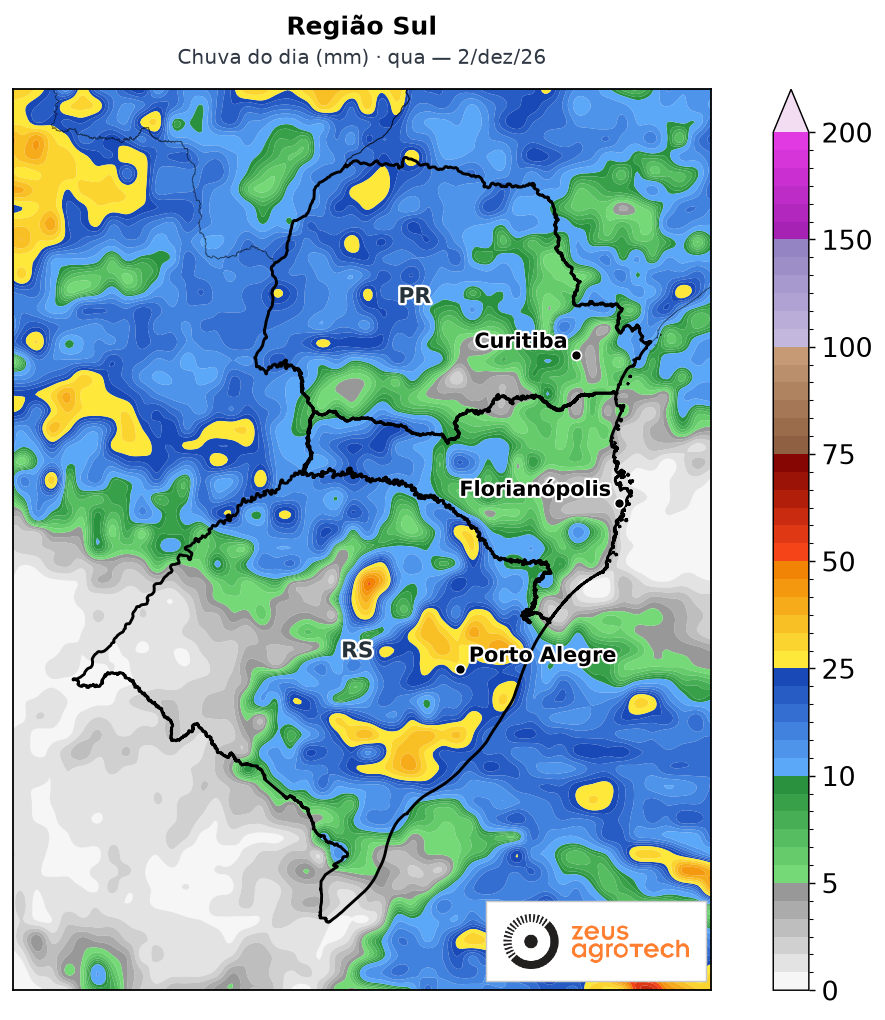 Região Sul
Chuva do dia (mm) · qua — 2/dez/26
PR
Curitiba
Florianópolis
RS
Porto Alegre
200
150
100
75
50
25
10
5
0
zeus
agrotech